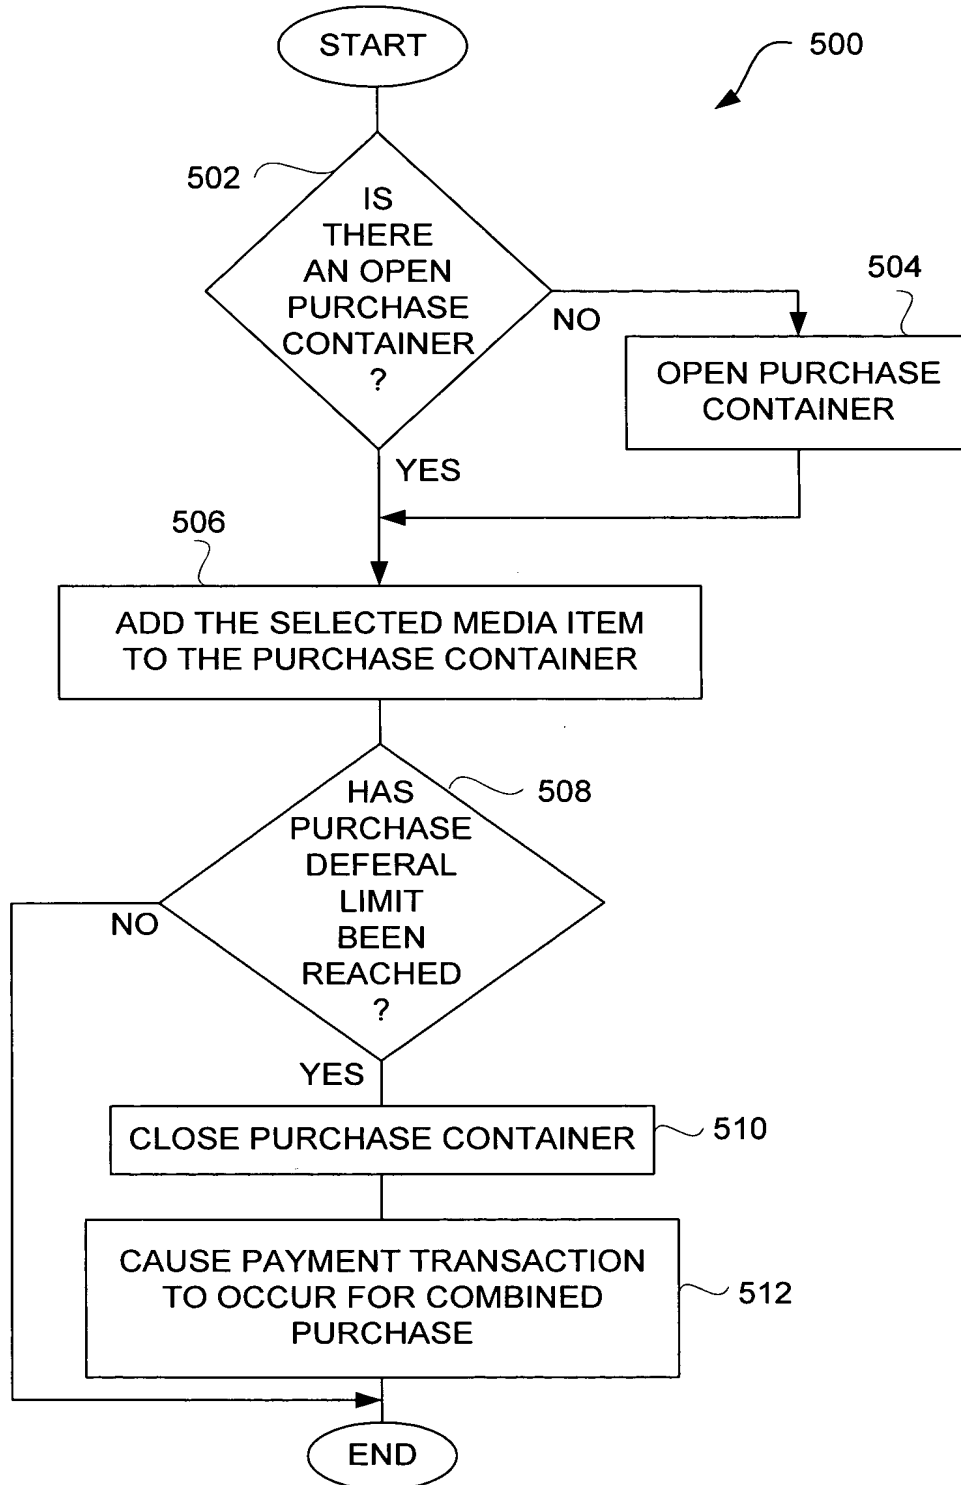 START
500
502
IS
THERE
AN OPEN
PURCHASE
CONTAINER
?
NO
504
OPEN PURCHASE
CONTAINER
YES
506
ADD THE SELECTED MEDIA ITEM
TO THE PURCHASE CONTAINER
508
HAS
PURCHASE
DEFERAL
LIMIT
BEEN
REACHED
?
NO
YES
CLOSE PURCHASE CONTAINER
510
CAUSE PAYMENT TRANSACTION
TO OCCUR FOR COMBINED
PURCHASE
512
END